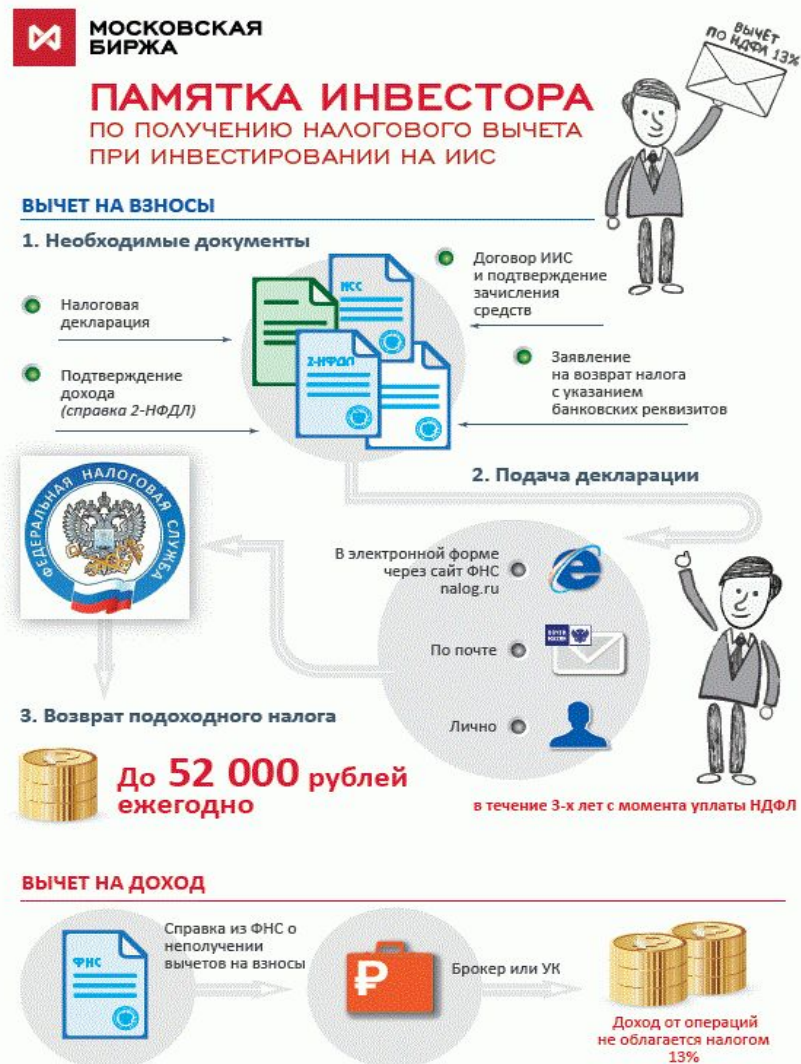 МОСКОВСКАЯ
БИРЖА
ВЫЧЕТ
ПО НДФЛ 13%
ПАМЯТКА ИНВЕСТОРА
ПО ПОЛУЧЕНИЮ НАЛОГОВОГО ВЫЧЕТА
ПРИ ИНВЕСТИРОВАНИИ НА ИИС
ВЫЧЕТ НА ВЗНОСЫ
1. Необходимые документы
Налоговая
декларация
Подтверждение
дохода
(справка 2-НФДЛ)
ИСС
2-НФДЛ
Договор ИИС
и подтверждение
зачисления
средств
Заявление
на возврат налога
с указанием
банковских реквизитов
ФЕДЕРАЛЬНАЯ НАЛОГОВАЯ СЛУЖБА
2. Подача декларации
В электронной форме
через сайт ФНС
nalog.ru
По почте
Лично
3. Возврат подоходного налога
До 52 000 рублей
ежегодно
в течение 3-х лет с момента уплаты НДФЛ
ВЫЧЕТ НА ДОХОД
ФНС
Справка из ФНС о
неполучении
вычетов на взносы
₽
Брокер или УК
Доход от операций
не облагается налогом
13%